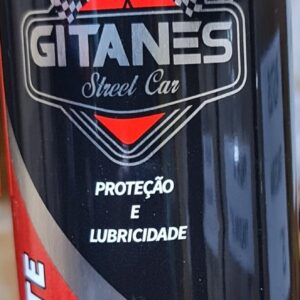 GITANES
Street Car
PROTEÇÃO
E
LUBRICIDADE